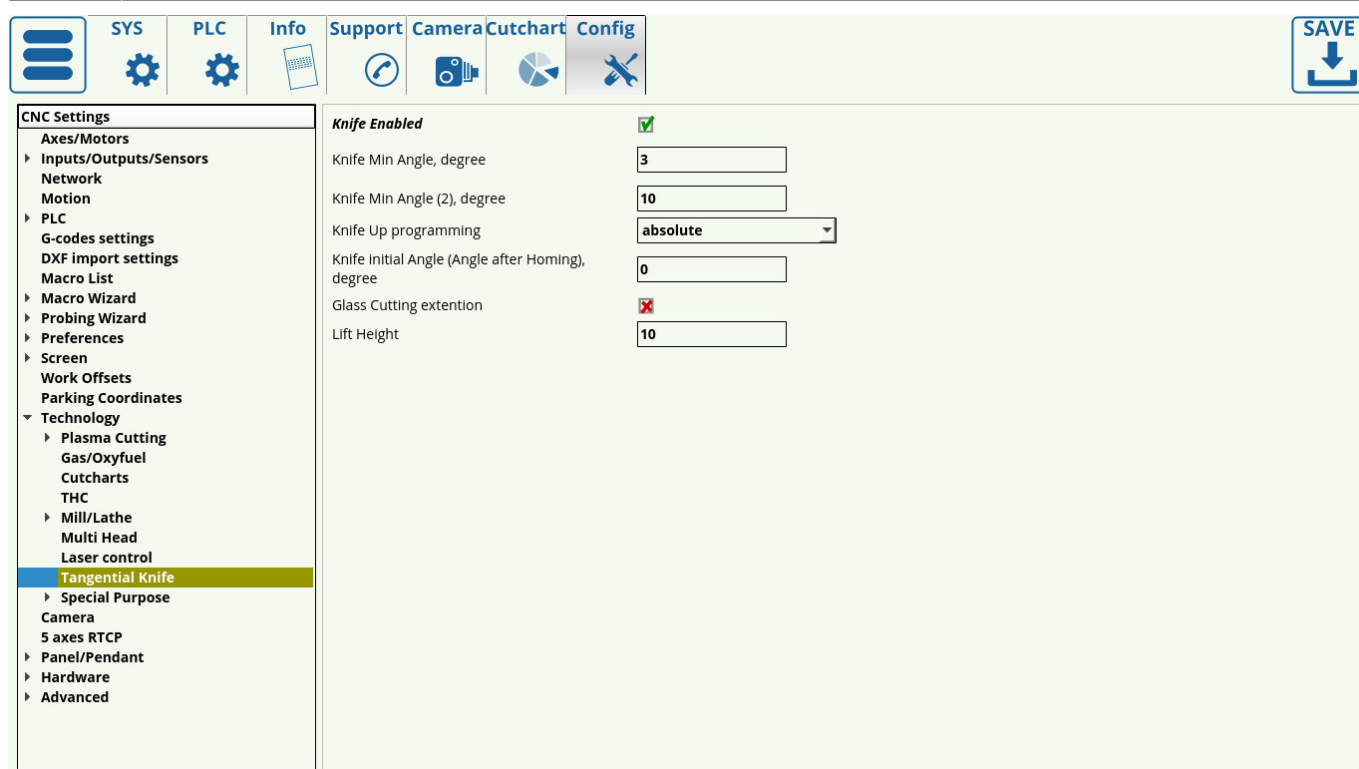 SYS PLC Info Support Camera Cutchart Config SAVE
CNC Settings
Axes/Motors
Inputs/Outputs/Sensors
Network
Motion
PLC
G-codes settings
DXF import settings
Macro List
Macro Wizard
Probing Wizard
Preferences
Screen
Work Offsets
Parking Coordinates
Technology
Plasma Cutting
Gas/Oxyfuel
Cutcharts
THC
Mill/Lathe
Multi Head
Laser control
Tangential Knife
Special Purpose
Camera
5 axes RTCP
Panel/Pendant
Hardware
Advanced
Knife Enabled
Knife Min Angle, degree 3
Knife Min Angle (2), degree 10
Knife Up programming absolute
Knife initial Angle (Angle after Homing),
degree 0
Glass Cutting extention
Lift Height 10